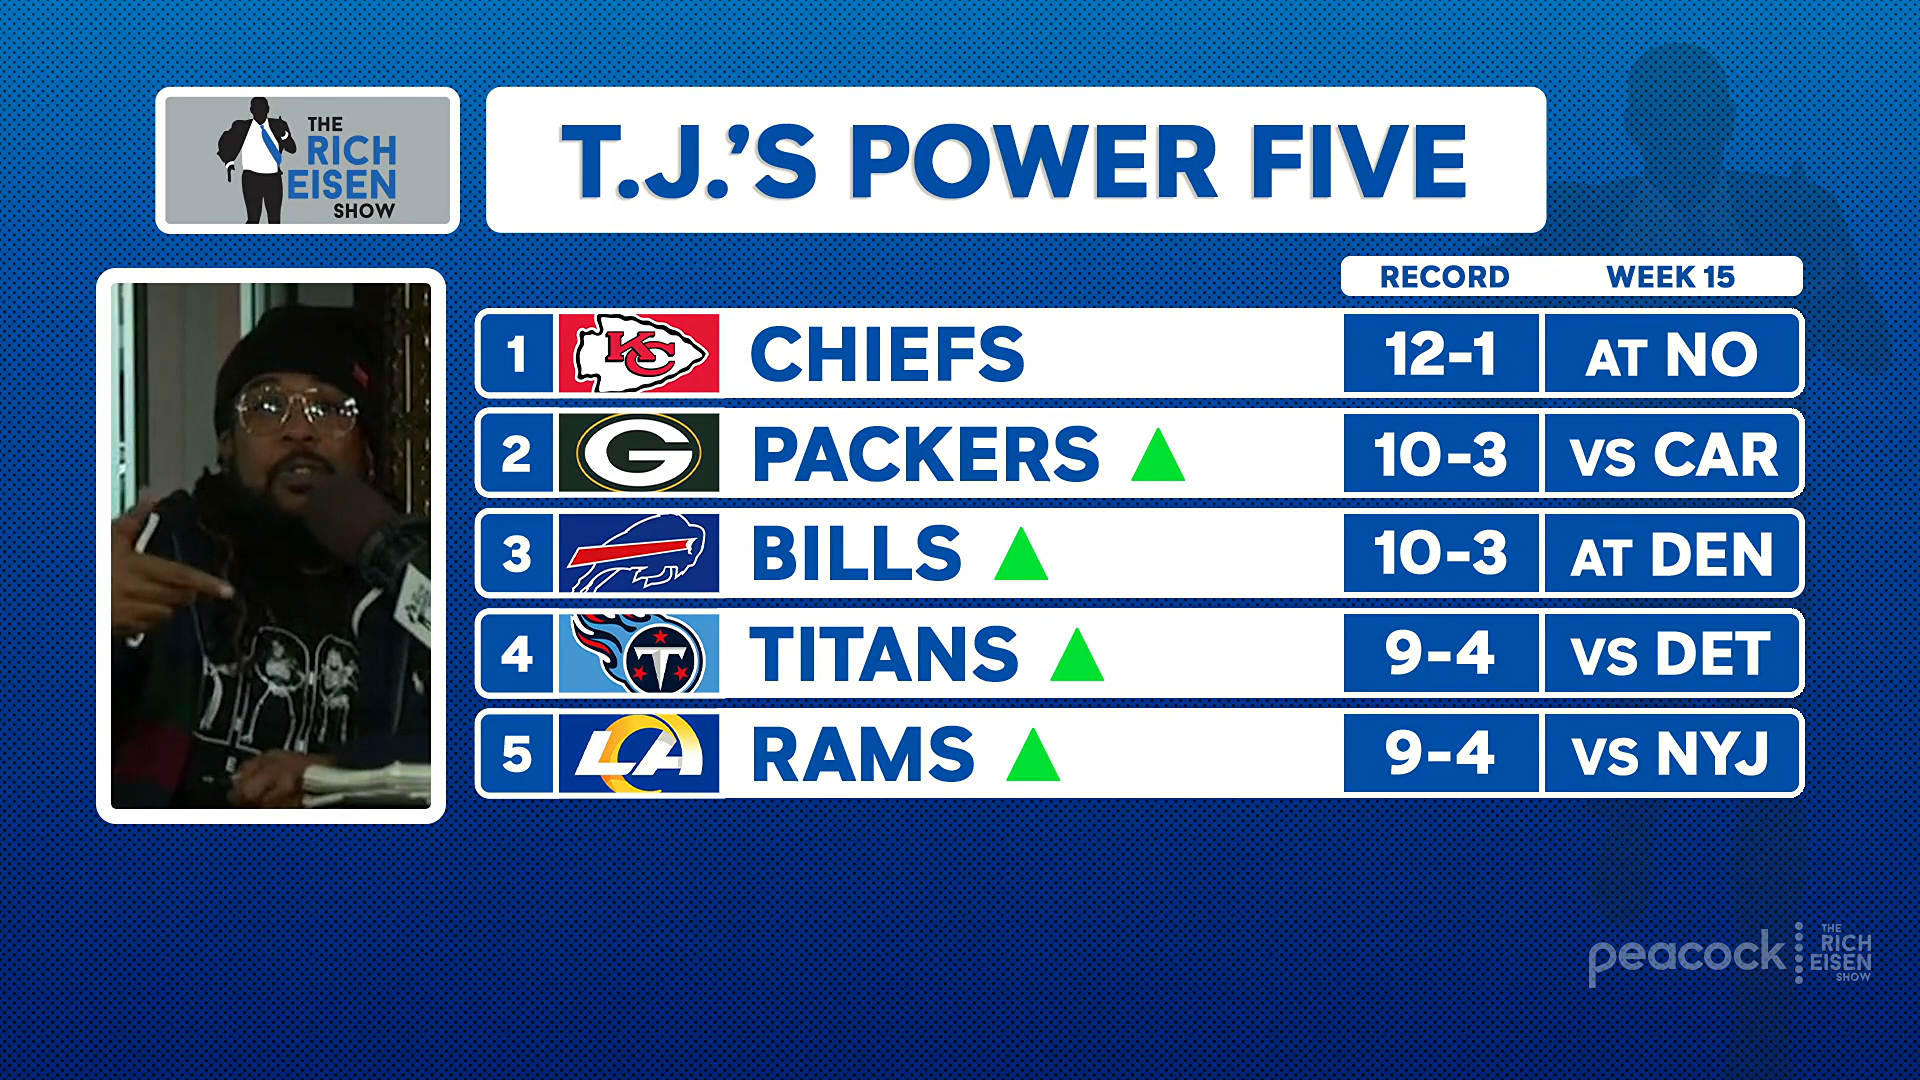 THE
RICH
EISEN
SHOW
T.J.'S POWER FIVE
RECORD WEEK 15
1 KC CHIEFS 12-1 AT NO
2 G PACKERS 10-3 VS CAR
3 BILLS 10-3 AT DEN
4 T TITANS 9-4 VS DET
5 LA RAMS 9-4 VS NYJ
peacock
THE
RICH
EISEN
SHOW